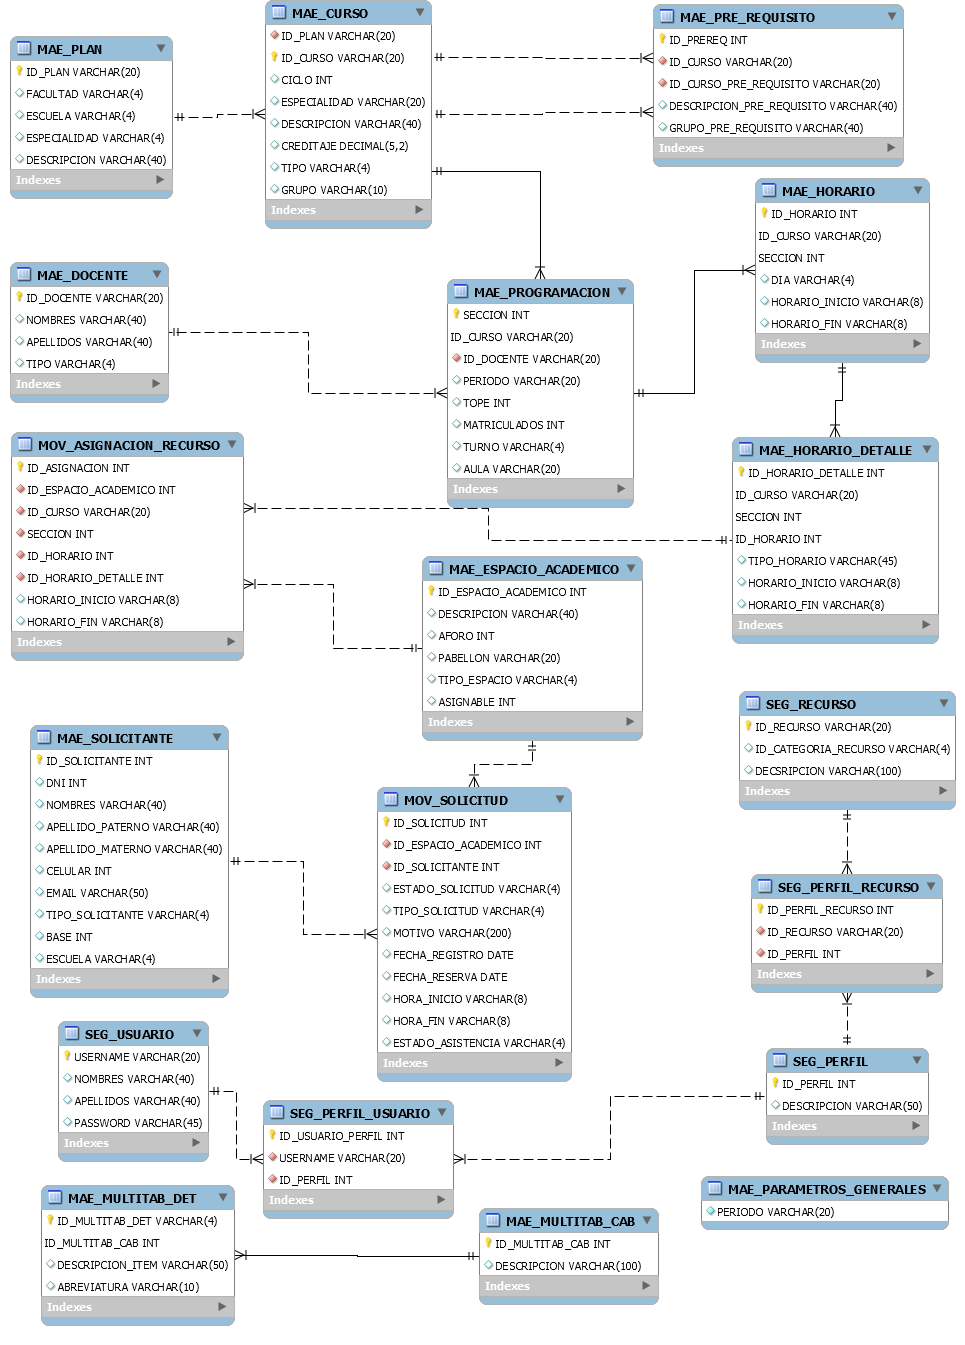 MAE_CURSO
ID_PLAN VARCHAR(20)
ID_CURSO VARCHAR(20)
CICLO INT
ESPECIALIDAD VARCHAR(20)
DESCRIPCION VARCHAR(40)
CREDITAJE DECIMAL(5,2)
TIPO VARCHAR(4)
GRUPO VARCHAR(10)
Indexes
MAE_PRE_REQUISITO
ID_PREREQ INT
ID_CURSO VARCHAR(20)
ID_CURSO_PRE_REQUISITO VARCHAR(20)
DESCRIPCION_PRE_REQUISITO VARCHAR(40)
GRUPO_PRE_REQUISITO VARCHAR(40)
Indexes
MAE_PLAN
ID_PLAN VARCHAR(20)
FACULTAD VARCHAR(4)
ESCUELA VARCHAR(4)
ESPECIALIDAD VARCHAR(4)
DESCRIPCION VARCHAR(40)
Indexes
MAE_HORARIO
ID_HORARIO INT
ID_CURSO VARCHAR(20)
SECCION INT
DIA VARCHAR(4)
HORARIO_INICIO VARCHAR(8)
HORARIO_FIN VARCHAR(8)
Indexes
MAE_DOCENTE
ID_DOCENTE VARCHAR(20)
NOMBRES VARCHAR(40)
APELLIDOS VARCHAR(40)
TIPO VARCHAR(4)
Indexes
MAE_PROGRAMACION
SECCION INT
ID_CURSO VARCHAR(20)
ID_DOCENTE VARCHAR(20)
PERIODO VARCHAR(20)
TOPE INT
MATRICULADOS INT
TURNO VARCHAR(4)
AULA VARCHAR(20)
Indexes
MOV_ASIGNACION_RECURSO
ID_ASIGNACION INT
ID_ESPACIO_ACADEMICO INT
ID_CURSO VARCHAR(20)
SECCION INT
ID_HORARIO INT
ID_HORARIO_DETALLE INT
HORARIO_INICIO VARCHAR(8)
HORARIO_FIN VARCHAR(8)
Indexes
MAE_HORARIO_DETALLE
ID_HORARIO_DETALLE INT
ID_CURSO VARCHAR(20)
SECCION INT
ID_HORARIO INT
TIPO_HORARIO VARCHAR(45)
HORARIO_INICIO VARCHAR(8)
HORARIO_FIN VARCHAR(8)
Indexes
MAE_ESPACIO_ACADEMICO
ID_ESPACIO_ACADEMICO INT
DESCRIPCION VARCHAR(40)
AFORO INT
PABELLON VARCHAR(20)
TIPO_ESPACIO VARCHAR(4)
ASIGNABLE INT
Indexes
SEG_RECURSO
ID_RECURSO VARCHAR(20)
ID_CATEGORIA_RECURSO VARCHAR(4)
DECSRIPCION VARCHAR(100)
Indexes
MAE_SOLICITANTE
ID_SOLICITANTE INT
DNI INT
NOMBRES VARCHAR(40)
APELLIDO_PATERNO VARCHAR(40)
APELLIDO_MATERNO VARCHAR(40)
CELULAR INT
EMAIL VARCHAR(50)
TIPO_SOLICITANTE VARCHAR(4)
BASE INT
ESCUELA VARCHAR(4)
Indexes
MOV_SOLICITUD
ID_SOLICITUD INT
ID_ESPACIO_ACADEMICO INT
ID_SOLICITANTE INT
ESTADO_SOLICITUD VARCHAR(4)
TIPO_SOLICITUD VARCHAR(4)
MOTIVO VARCHAR(200)
FECHA_REGISTRO DATE
FECHA_RESERVA DATE
HORA_INICIO VARCHAR(8)
HORA_FIN VARCHAR(8)
ESTADO_ASISTENCIA VARCHAR(4)
Indexes
SEG_PERFIL_RECURSO
ID_PERFIL_RECURSO INT
ID_RECURSO VARCHAR(20)
ID_PERFIL INT
Indexes
SEG_USUARIO
USERNAME VARCHAR(20)
NOMBRES VARCHAR(40)
APELLIDOS VARCHAR(40)
PASSWORD VARCHAR(45)
Indexes
SEG_PERFIL
ID_PERFIL INT
DESCRIPCION VARCHAR(50)
Indexes
SEG_PERFIL_USUARIO
ID_USUARIO_PERFIL INT
USERNAME VARCHAR(20)
ID_PERFIL INT
Indexes
MAE_PARAMETROS_GENERALES
PERIODO VARCHAR(20)
MAE_MULTITAB_DET
ID_MULTITAB_DET VARCHAR(4)
ID_MULTITAB_CAB INT
DESCRIPCION_ITEM VARCHAR(50)
ABREVIATURA VARCHAR(10)
Indexes
MAE_MULTITAB_CAB
ID_MULTITAB_CAB INT
DESCRIPCION VARCHAR(100)
Indexes